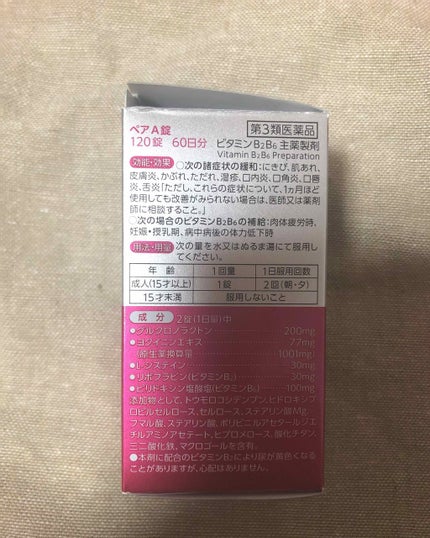 ペアA錠 第3類医薬品
120錠 60日分 ビタミンB2B6 主薬製剤
Vitamin B2B6 Preparation
効能・効果 ○次の諸症状の緩和:にきび、肌あれ、
皮膚炎、かぶれ、ただれ、湿疹、口内炎、口角炎、口唇
炎、舌炎「ただし、これらの症状について、1ヵ月ほど
使用しても改善がみられない場合は、医師又は薬剤
師に相談すること。」
○次の場合のビタミンB2B6の補給:肉体疲労時、
妊娠・授乳期、病中病後の体力低下時
用法・用量 次の量を水又はぬるま湯にて服用し
てください。
年齢 1回量 1日服用回数
成人(15才以上) 1錠 2回(朝・夕)
15才未満 服用しないこと
成分 2錠(1日量)中
●グルクロノラクトン 200mg
●ヨクイニンエキス 77mg
(原生薬換算量 1001mg)
●L-システイン 30mg
●リボフラビン(ビタミンB2) 30mg
●ピリドキシン塩酸塩(ビタミンB6) 100mg
添加物として、トウモロコシデンプン、ヒドロキシプ
ロピルセルロース、セルロース、ステアリン酸Mg、
フマル酸、ステアリン酸、ポリビニルアセタールジエ
チルアミノアセテート、ヒプロメロース、酸化チタン、
三二酸化鉄、マクロゴールを含有。
●本剤に配合のビタミンB2により尿が黄色くなる
ことがありますが、心配はありません。